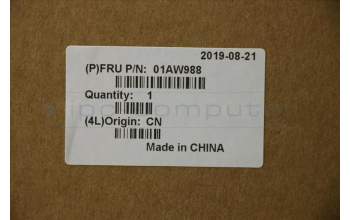 2019-08-21
(P)FRU P/N: 01AW988
Quantity: 1
(4L)Origin: CN
Made in CHINA